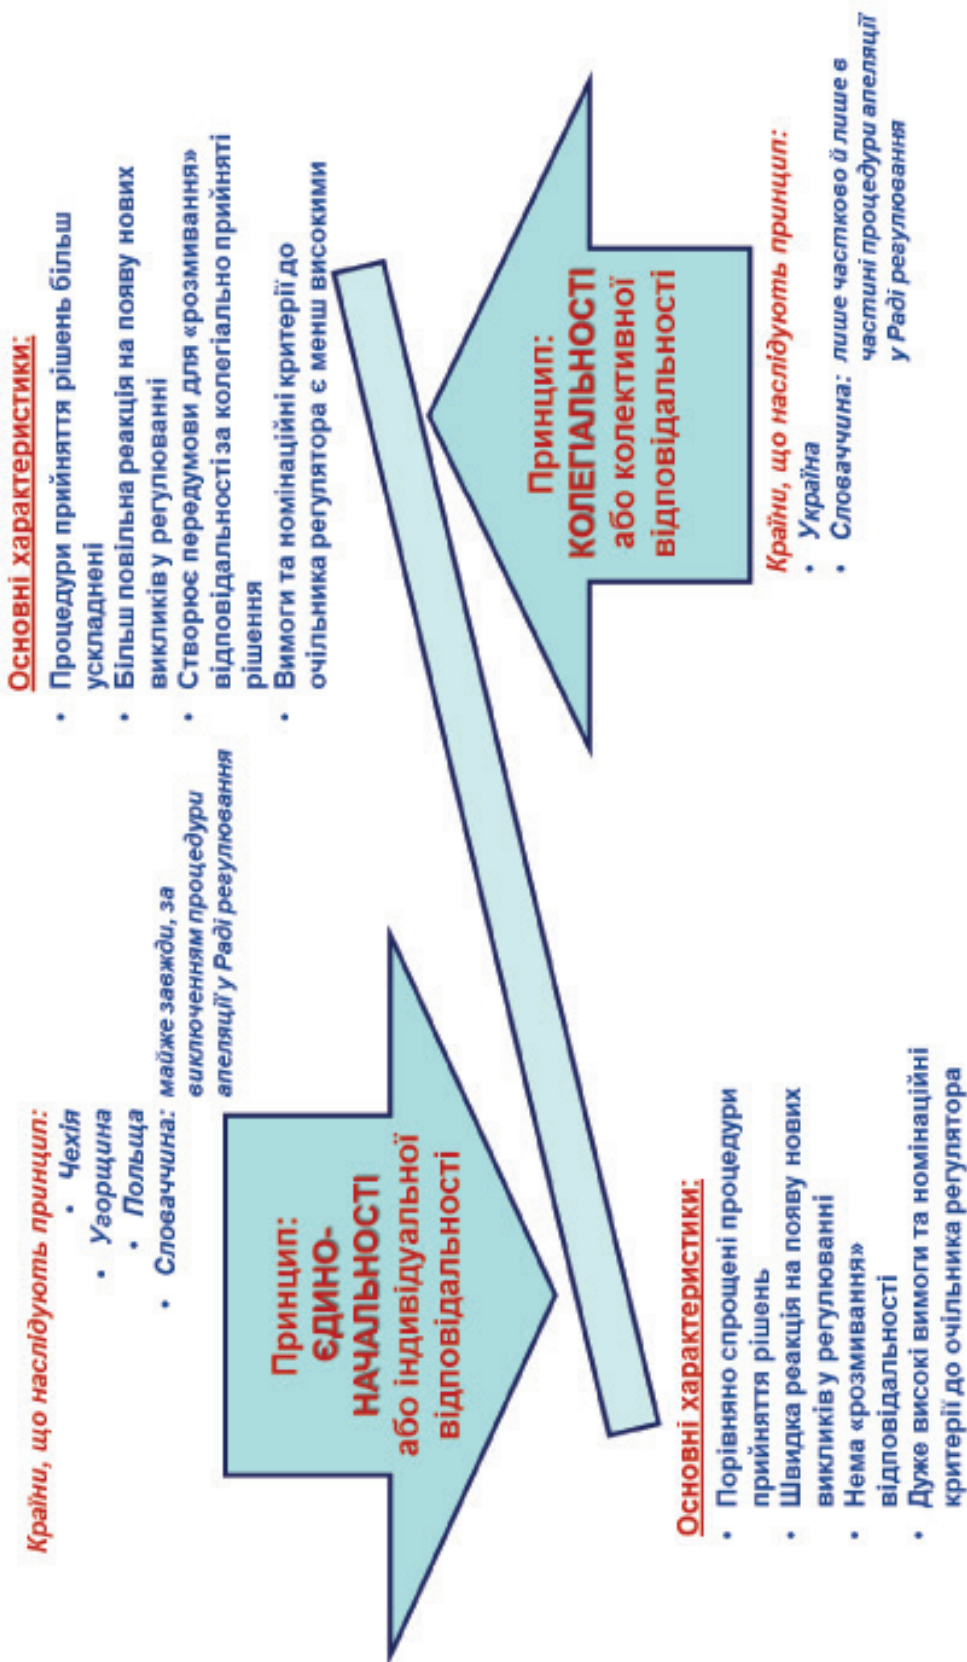 Країни, що наслідують принцип:
• Чехія
• Угорщина
• Польща
• Словаччина: майже завжди, за
виключенням процедури
апеляції у Раді регулювання
Принцип:
ЄДИНО-
НАЧАЛЬНОСТІ
або індивідуальної
відповідальності
Основні характеристики:
• Порівняно спрощені процедури
прийняття рішень
• Швидка реакція на появу нових
викликів у регулюванні
• Нема «розмивання»
відповідальності
• Дуже високі вимоги та номінаційні
критерії до очільника регулятора
Основні характеристики:
• Процедури прийняття рішень більш
ускладнені
• Більш повільна реакція на появу нових
викликів у регулюванні
• Створює передумови для «розмивання»
відповідальності за колегіально прийняті
рішення
• Вимоги та номінаційні критерії до
очільника регулятора є менш високими
Принцип:
КОЛЕГІАЛЬНОСТІ
або колективної
відповідальності
Країни, що наслідують принцип:
• Україна
• Словаччина: лише частково й лише в
частині процедури апеляції
у Раді регулювання